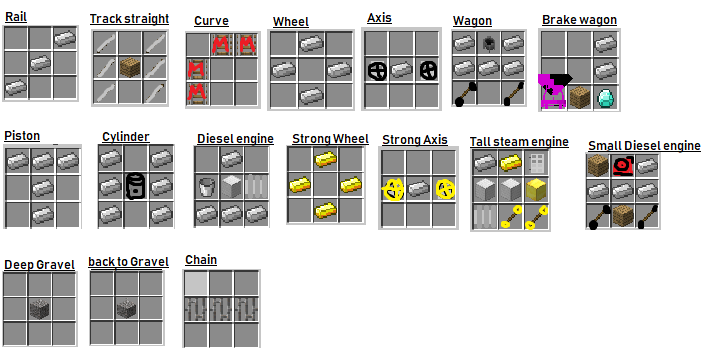 Rail
Track straight
Curve
Wheel
Axis
Wagon
Brake wagon
Piston
Cylinder
Diesel engine
Strong Wheel
Strong Axis
Tall steam engine
Small Diesel engine
Deep Gravel
back to Gravel
Chain